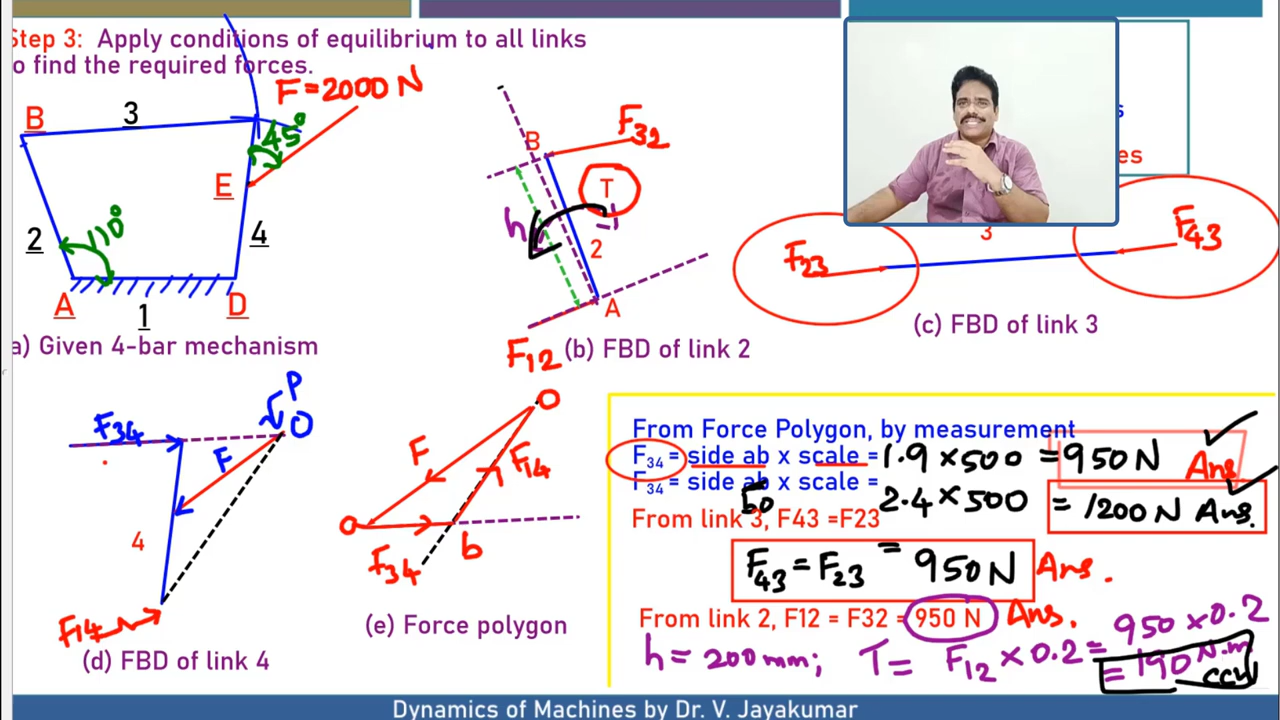 Step 3: Apply conditions of equilibrium to all links
o find the required forces.
F=2000 N
B
3
45°
E
2
110°
4
A
1
D
a) Given 4-bar mechanism
B
F32
T
h
2
A
F12
(b) FBD of link 2
s
es
F23
3
F43
(c) FBD of link 3
F34
P
O
F
4
F14
(d) FBD of link 4
O
F
F14
F34
b
(e) Force polygon
From Force Polygon, by measurement
F34 = side ab x scale = 1.9 × 500 = 950 N Ans
F34 = side ab x scale = 2.4 × 500 = 1200 N Ans.
From link 3, F43 =F23
F43 = F23 = 950 N Ans.
From link 2, F12 = F32 = 950 N Ans.
h = 200 mm; T = F12 × 0.2 = 950 × 0.2
= 190 N.m
ccw
Dynamics of Machines by Dr. V. Jayakumar